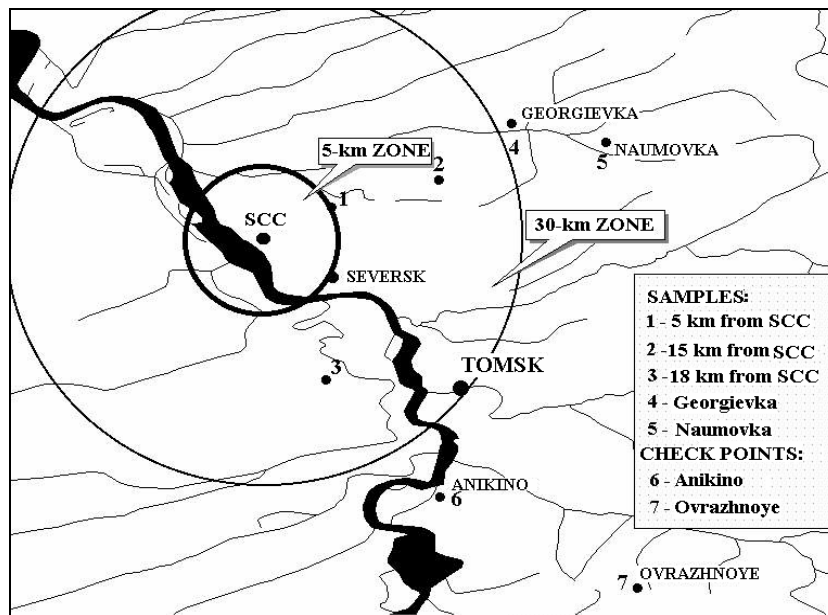 GEORGIEVKA
4
5
NAUMOVKA
5-km ZONE
2
1
SCC
30-km ZONE
SEVERSK
3
TOMSK
ANIKINO
6
7
OVRAZHNOYE
SAMPLES:
1 - 5 km from SCC
2 -15 km from SCC
3 -18 km from SCC
4 - Georgievka
5 - Naumovka
CHECK POINTS:
6 - Anikino
7 - Ovrazhnoye